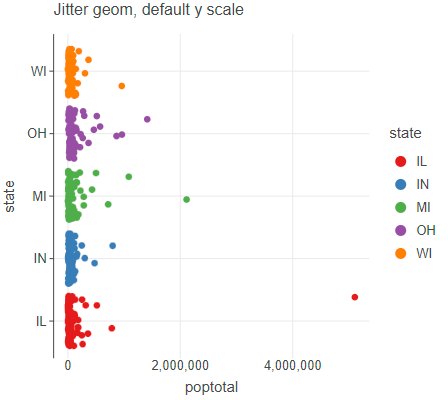 Jitter geom, default y scale
state
WI
OH
MI
IN
IL
0
2,000,000
4,000,000
poptotal
state
IL
IN
MI
OH
WI